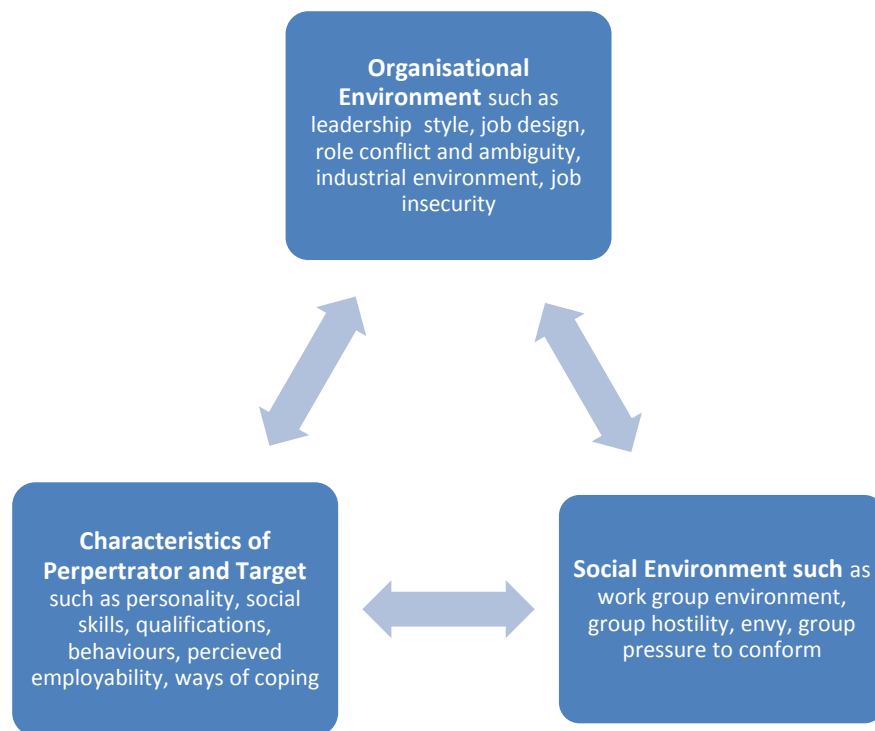 Organisational
Environment such as
leadership style, job design,
role conflict and ambiguity,
industrial environment, job
insecurity
Characteristics of
Perpertrator and Target
such as personality, social
skills, qualifications,
behaviours, percieved
employability, ways of coping
Social Environment such as
work group environment,
group hostility, envy, group
pressure to conform